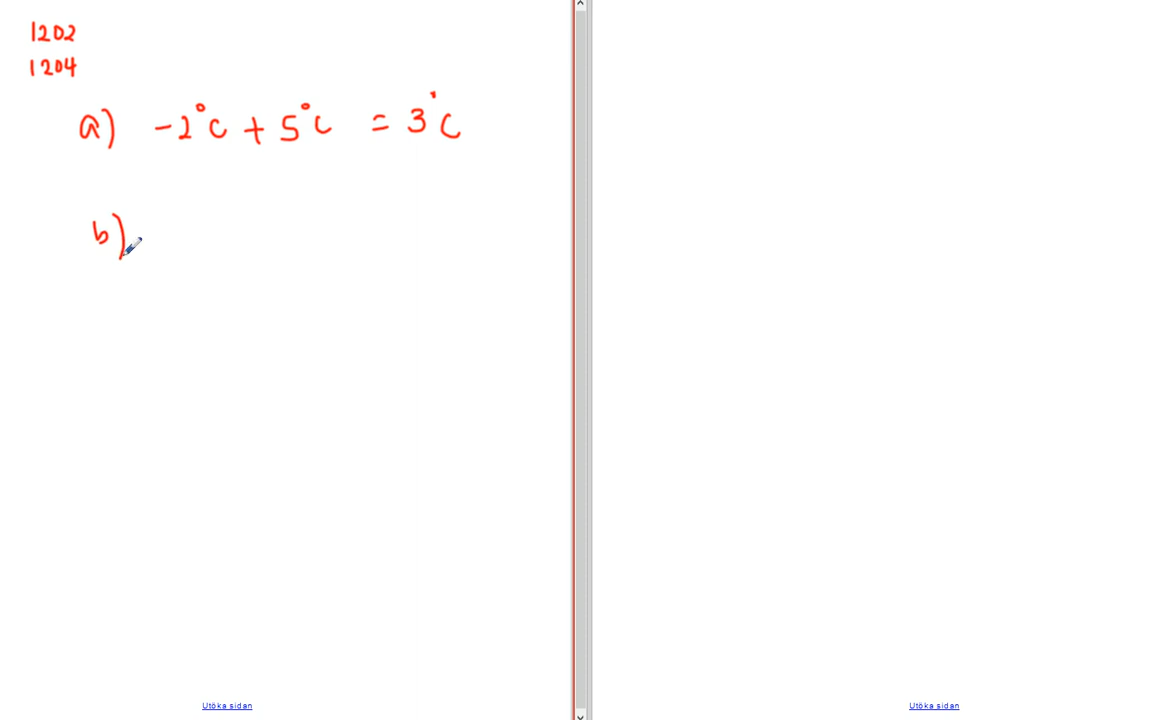 1202
1204
a) -2°C + 5°C = 3°C
b)
Utöka sidan
Utöka sidan